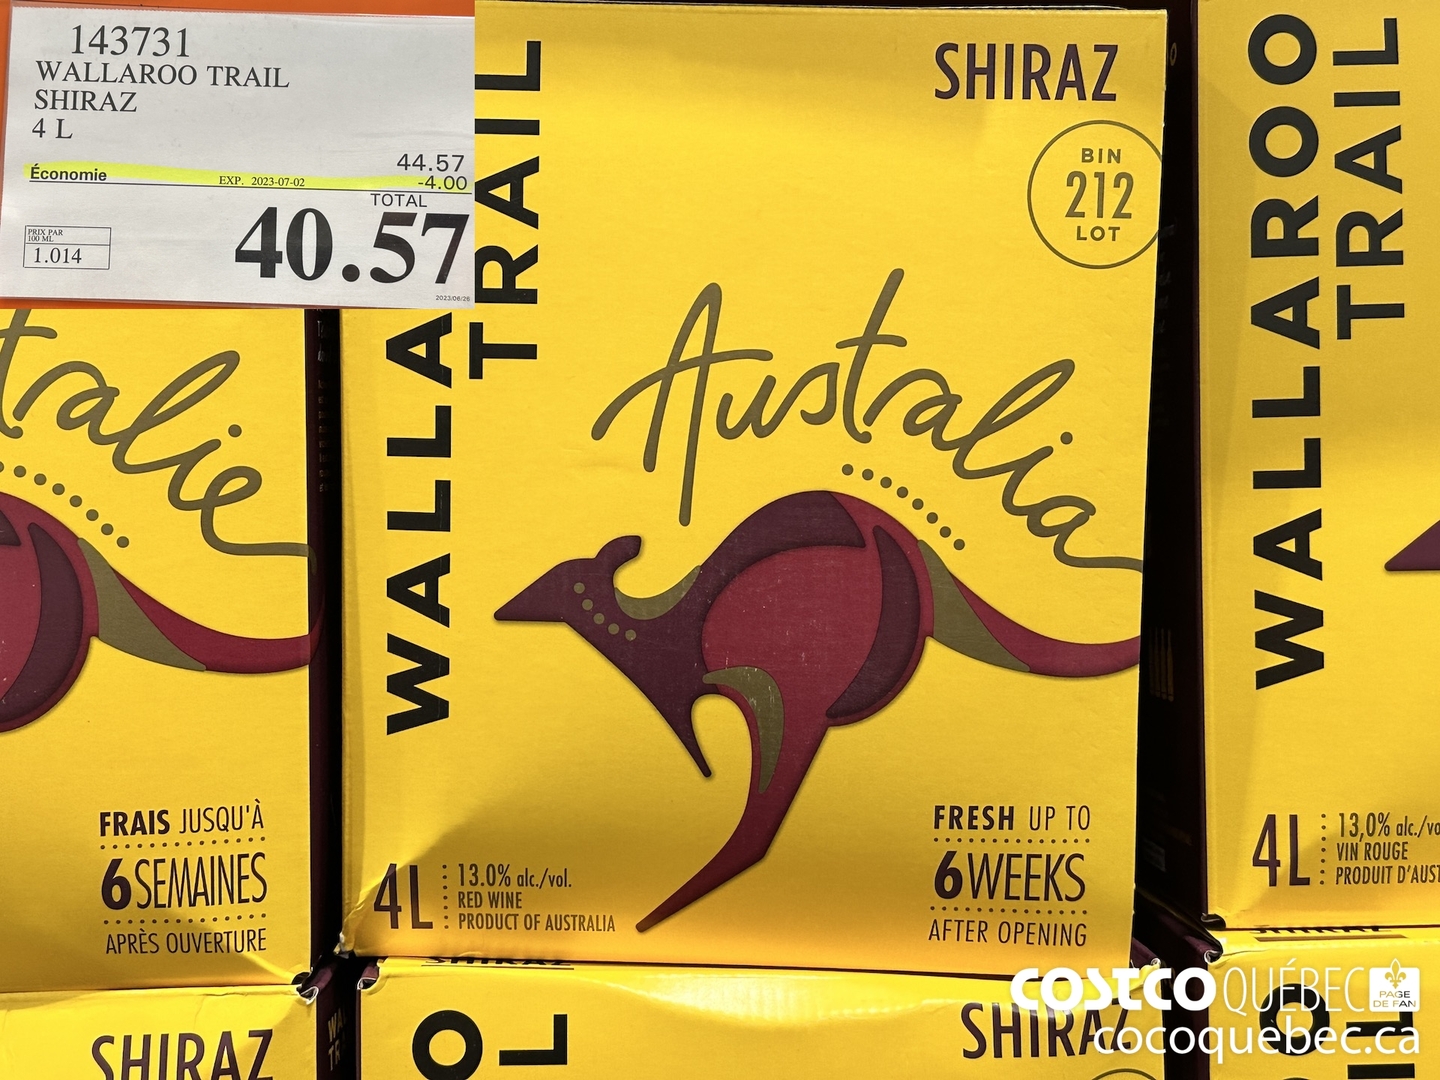 143731
WALLAROO TRAIL
SHIRAZ
4 L
44.57
Économie
EXP. 2023-07-02
-4.00
TOTAL
40.57
PRIX PAR
100 ML
1.014
2023/06/26
SHIRAZ
BIN
212
LOT
TRAIL
Australia
FRESH UP TO
6 WEEKS
AFTER OPENING
4L
13.0% alc./vol.
RED WINE
PRODUCT OF AUSTRALIA
FRAIS JUSQU'À
6 SEMAINES
APRÈS OUVERTURE
WALLAROO
TRAIL
4L
13,0% alc./vo
VIN ROUGE
PRODUIT D'AUST
SHIRAZ
SHIRAZ
COSTCO QUÉBEC
PAGE
DE FAN
cocoquebec.ca